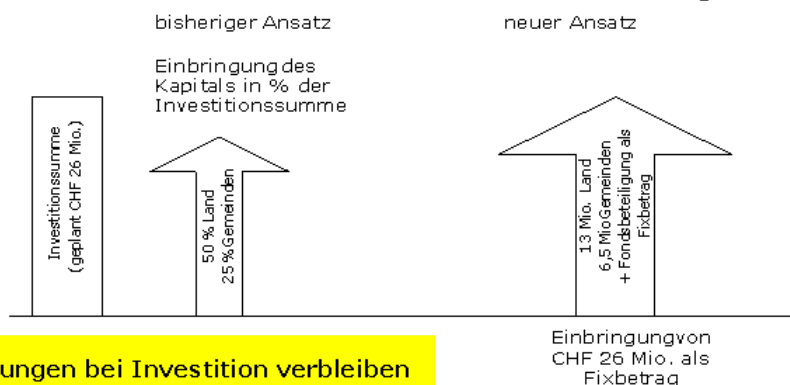 bisheriger Ansatz
neuer Ansatz
Einbringung des
Kapitals in % der
Investitionssumme
Investitionssumme
(geplant CHF 26 Mio.)
50 % Land
25 % Gemeinden
13 Mio. Land
6,5 Mio Gemeinden
+ Fondsbeteiligung als
Fixbetrag
Einbringung von
CHF 26 Mio. als
Fixbetrag
ungen bei Investition verbleiben